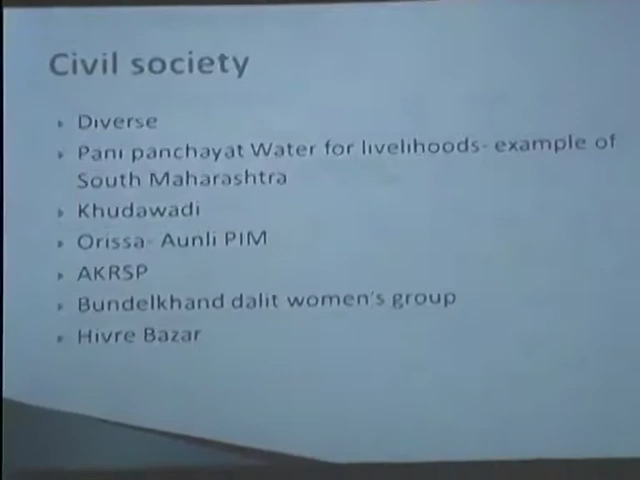 Civil society
Diverse
Pani panchayat Water for livelihoods- example of
South Maharashtra
Khudawadi
Orissa- Aunli PIM
AKRSP
Bundelkhand dalit women's group
Hivre Bazar